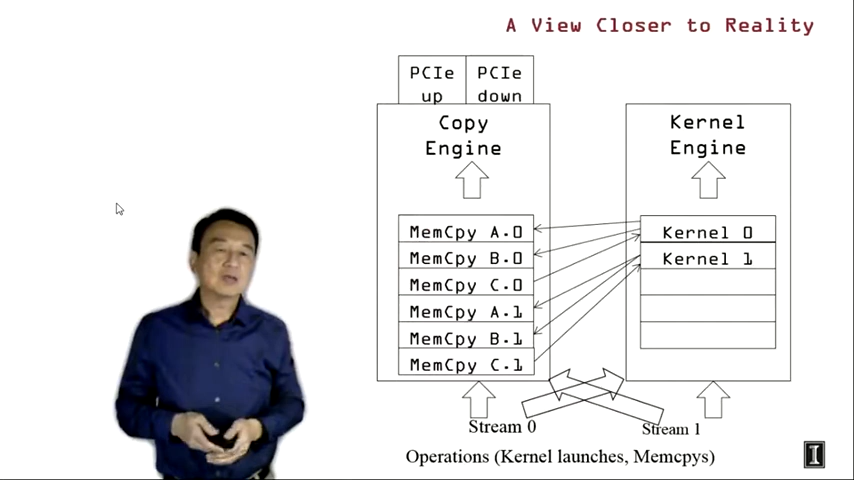 A View Closer to Reality
PCIe
up
PCIe
down
Copy
Engine
Kernel
Engine
MemCpy A.0
MemCpy B.0
MemCpy C.0
MemCpy A.1
MemCpy B.1
MemCpy C.1
Kernel 0
Kernel 1
Stream 0
Stream 1
Operations (Kernel launches, Memcpys)
I